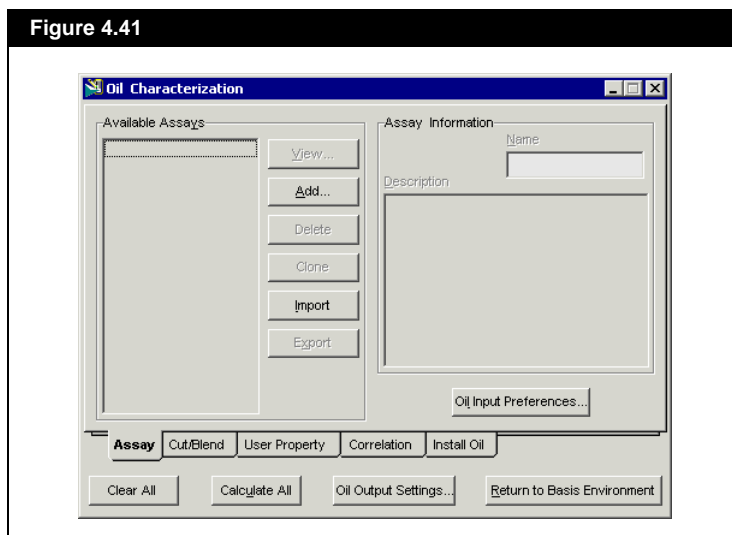 Figure 4.41
Oil Characterization
Available Assays
View...
Add...
Delete
Clone
Import
Export
Assay Information
Name
Description
Oil Input Preferences...
Assay
Cut/Blend
User Property
Correlation
Install Oil
Clear All
Calculate All
Oil Output Settings...
Return to Basis Environment